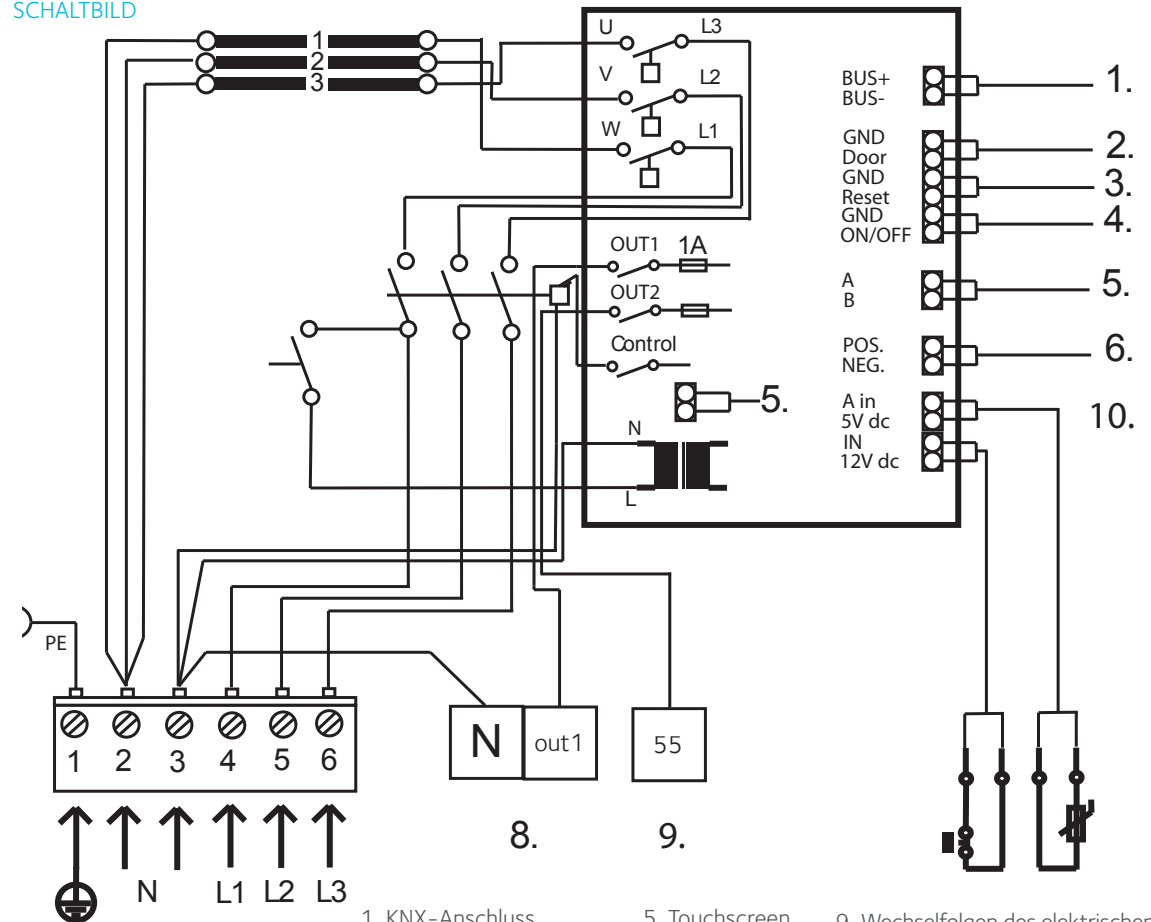 SCHALTBILD
1
2
3
U
L3
V
L2
W
L1
BUS+
BUS-
1.
GND
Door
2.
GND
Reset
3.
GND
ON/OFF
4.
OUT1 1A
OUT2
Control
A
B
5.
POS.
NEG.
6.
5.
A in
5V dc
10.
IN
12V dc
N
L
PE
1 2 3 4 5 6
N out1
55
8.
9.
N L1 L2 L3
1. KNX-Anschluss
5. Touchscreen
9. Wechselfolgen des elektrischen